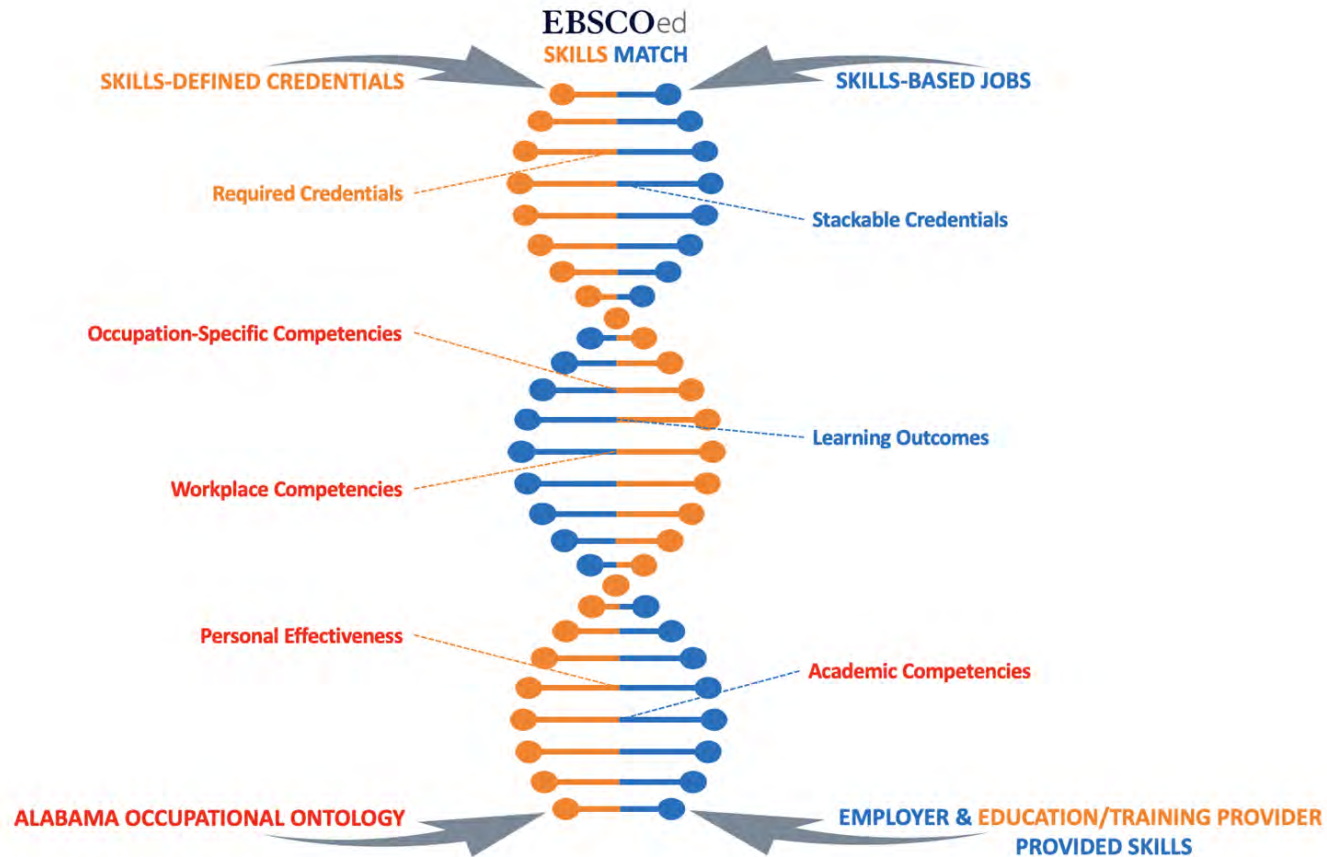 EBSCOed
SKILLS MATCH
SKILLS-DEFINED CREDENTIALS
SKILLS-BASED JOBS
Required Credentials
Stackable Credentials
Occupation-Specific Competencies
Learning Outcomes
Workplace Competencies
Personal Effectiveness
Academic Competencies
ALABAMA OCCUPATIONAL ONTOLOGY
EMPLOYER & EDUCATION/TRAINING PROVIDER
PROVIDED SKILLS